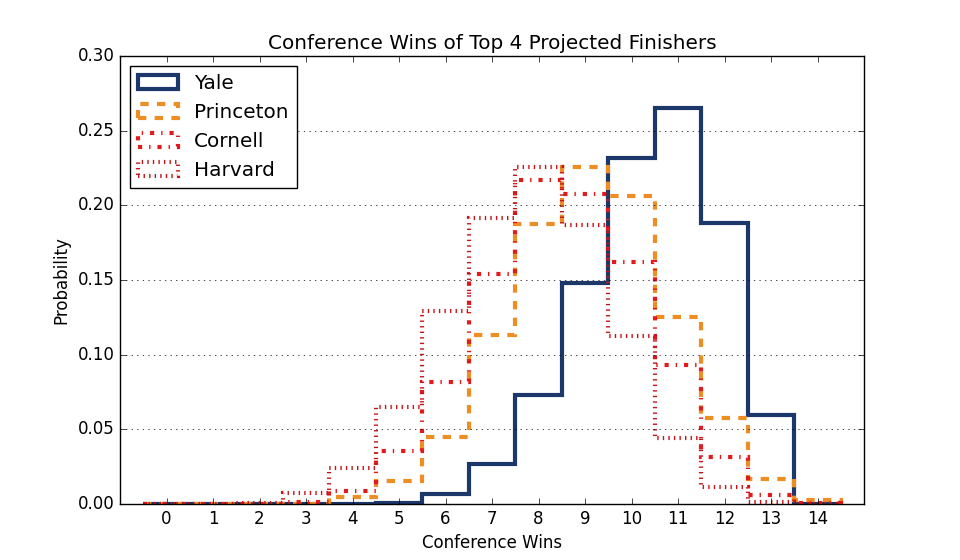 Conference Wins of Top 4 Projected Finishers
0.30
0.25
0.20
0.15
0.10
0.05
0.00
Probability
Yale
Princeton
Cornell
Harvard
0 1 2 3 4 5 6 7 8 9 10 11 12 13 14
Conference Wins